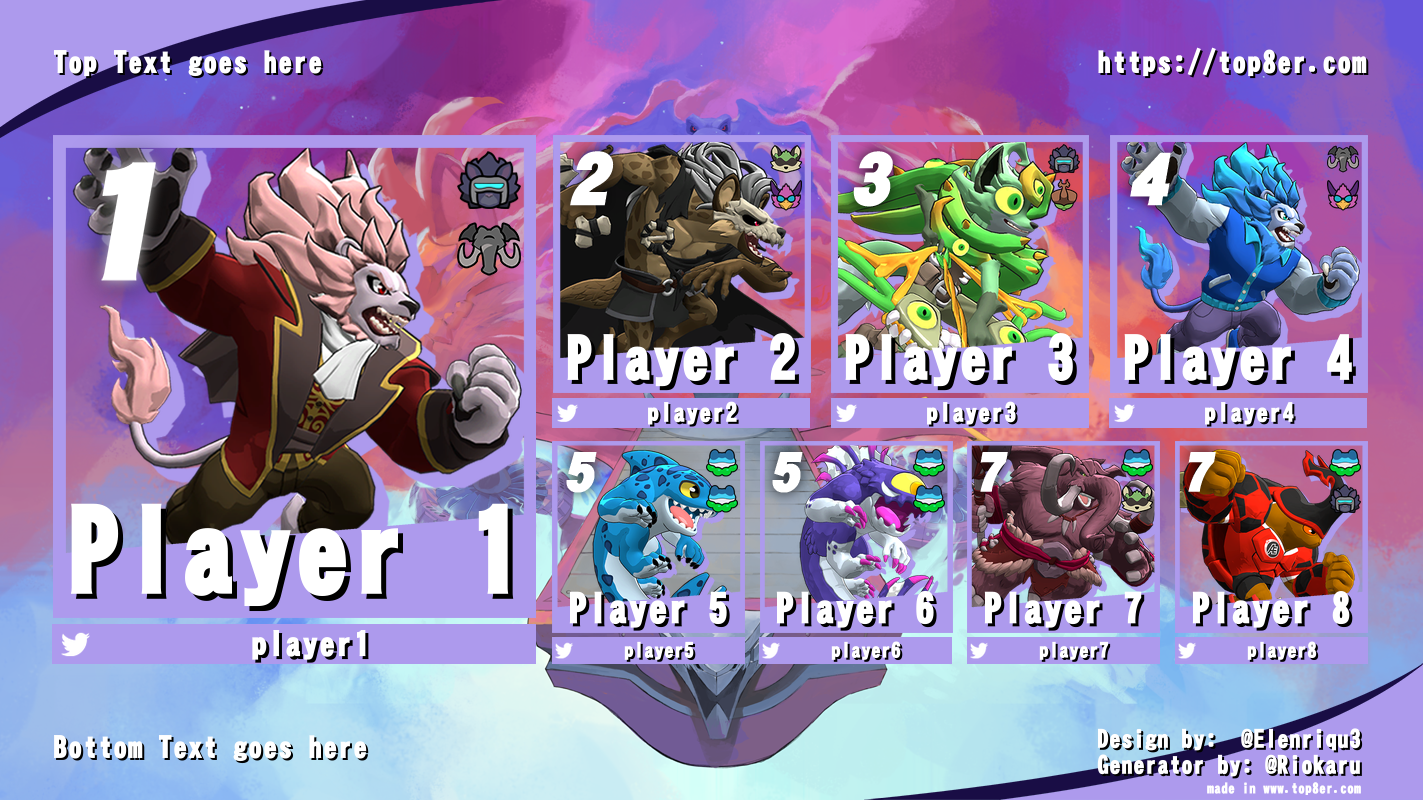 Top Text goes here
https://top8er.com
1
Player 1
player1
2
Player 2
player2
3
Player 3
player3
4
Player 4
player4
5
Player 5
player5
5
Player 6
player6
7
Player 7
player7
7
Player 8
player8
Bottom Text goes here
Design by: @Elenriqu3
Generator by: @Riokaru
made in www.top8er.com